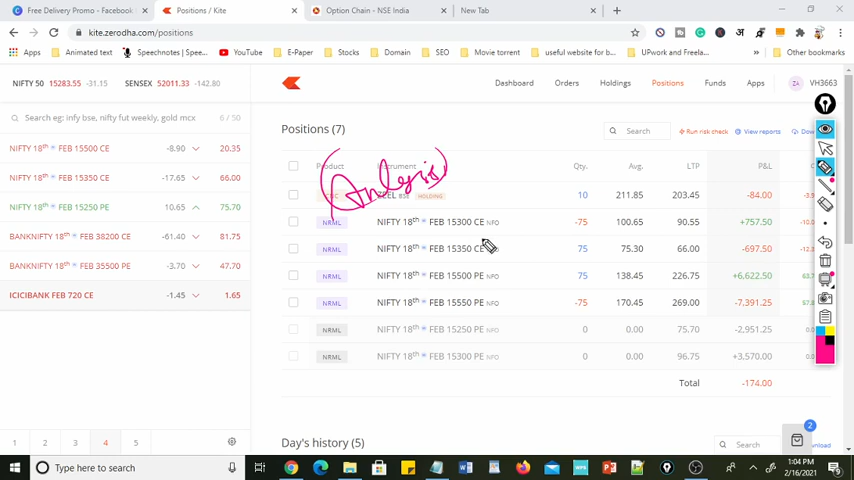 Free Delivery Promo - Facebook
Positions / Kite
Option Chain - NSE India
New Tab
kite.zerodha.com/positions
Apps
Animated text
Speechnotes | Speec...
YouTube
E-Paper
Stocks
Domain
SEO
Movie torrent
useful website for b...
UPwork and Freela...
Other bookmarks
NIFTY 50 15283.55 -31.15 SENSEX 52011.33 -142.80
Dashboard Orders Holdings Positions Funds Apps ZA VH3663
Search eg: infy bse, nifty fut weekly, gold mcx 6 / 50
NIFTY 18th FEB 15500 CE -8.90 20.35
NIFTY 18th FEB 15350 CE -17.65 66.00
NIFTY 18th FEB 15250 PE 10.65 75.70
BANKNIFTY 18th FEB 38200 CE -61.40 81.75
BANKNIFTY 18th FEB 35500 PE -3.70 47.70
ICICIBANK FEB 720 CE -1.45 1.65
1 2 3 4 5
Positions (7)
Search Run risk check View reports Dow
Product Instrument Qty. Avg. LTP P&L
(Analysis)
ZEEL BSE HOLDING 10 211.85 203.45 -84.00
NRML NIFTY 18th FEB 15300 CE NFO -75 100.65 90.55 +757.50
NRML NIFTY 18th FEB 15350 CE NFO 75 75.30 66.00 -697.50
NRML NIFTY 18th FEB 15500 PE NFO 75 138.45 226.75 +6,622.50
NRML NIFTY 18th FEB 15550 PE NFO -75 170.45 269.00 -7,391.25
NRML NIFTY 18th FEB 15250 PE NFO 0 0.00 75.70 -2,951.25
NRML NIFTY 18th FEB 15300 PE NFO 0 0.00 96.75 +3,570.00
Total -174.00
Day's history (5)
Search
2
Type here to search
1:04 PM
2/16/2021